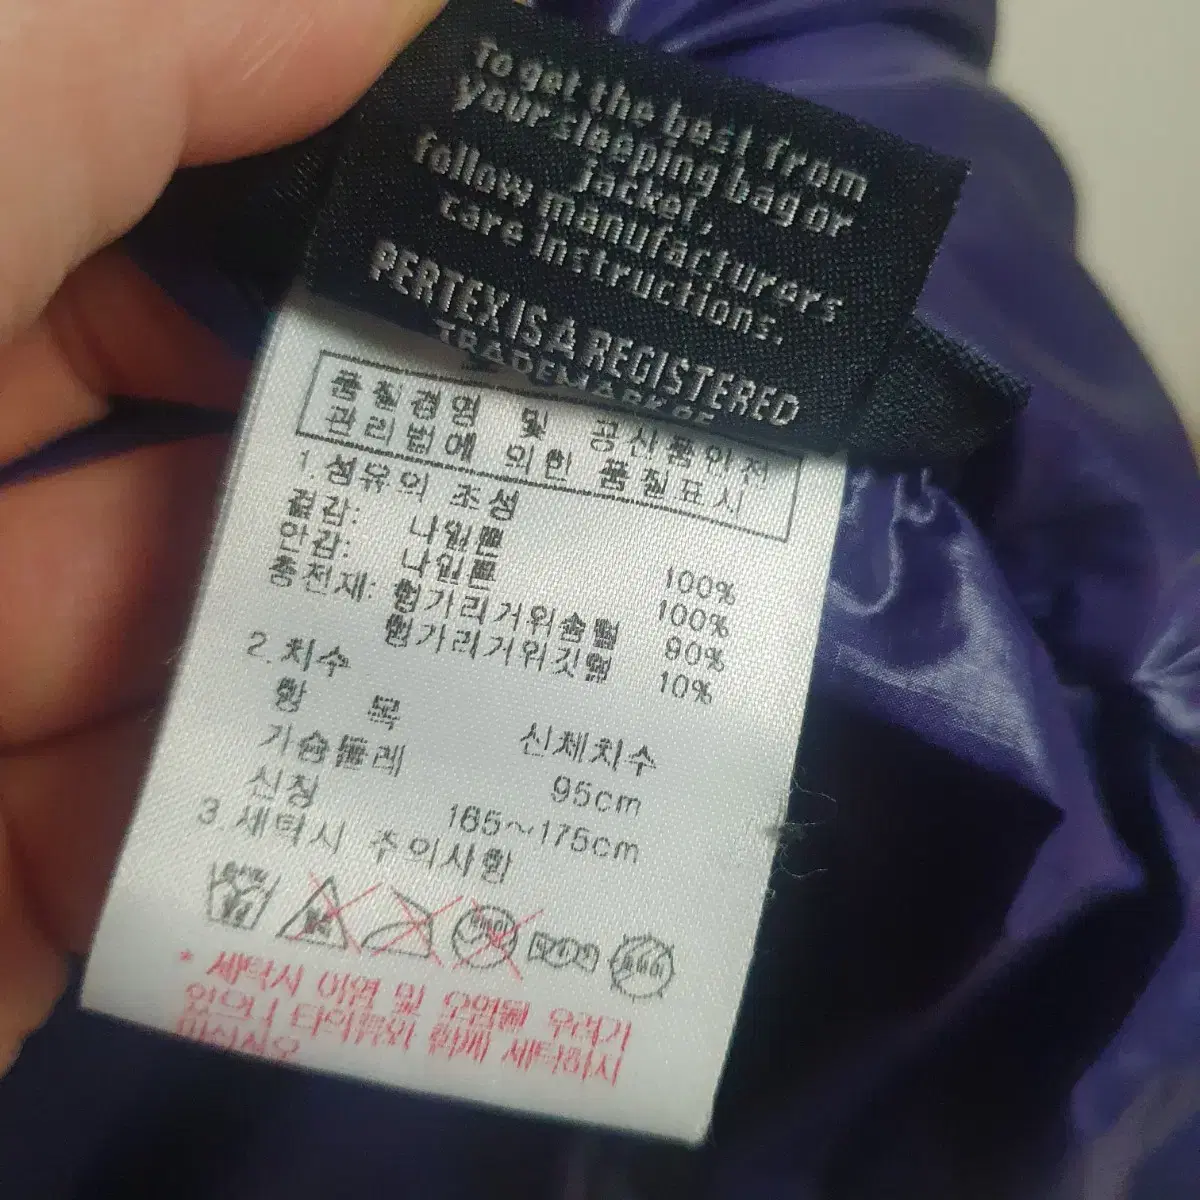 To get the best from
your sleeping bag or
jacket,
follow manufacturers
care instructions.
PERTEX IS A REGISTERED
TRADEMARK OF
품질경영 및 공산품안전
관리법에 의한 품질표시
1.섬유의 조성
겉감: 나일론 100%
안감: 나일론 100%
충전재: 헝가리거위솜털 90%
헝가리거위깃털 10%
2.치수
항 목 신체치수
가슴둘레 95cm
신장 165~175cm
3.세탁시 주의사항
* 세탁시 이염 및 오염될 우려가
있으니 타의류와 함께 세탁하지
마십시오